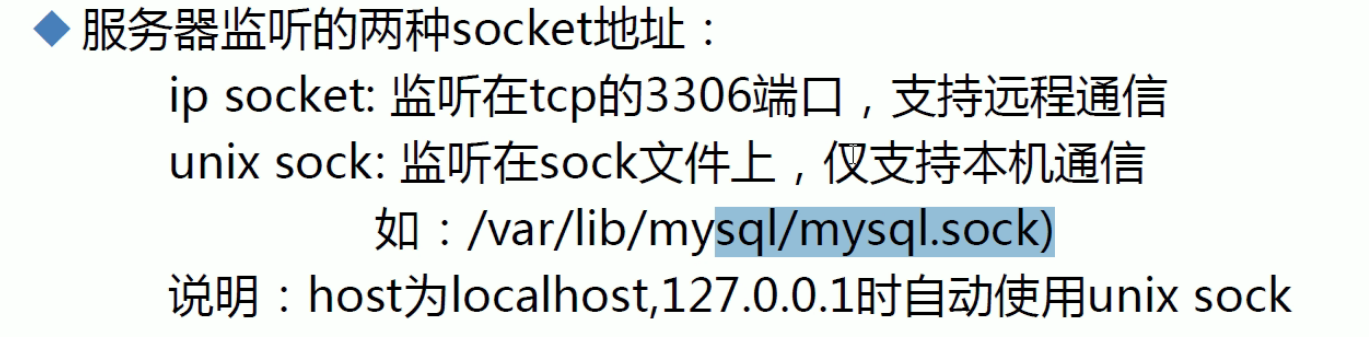 服务器监听的两种socket地址：
ip socket: 监听在tcp的3306端口，支持远程通信
unix sock: 监听在sock文件上，仅支持本机通信
如：/var/lib/mysql/mysql.sock)
说明：host为localhost,127.0.0.1时自动使用unix sock